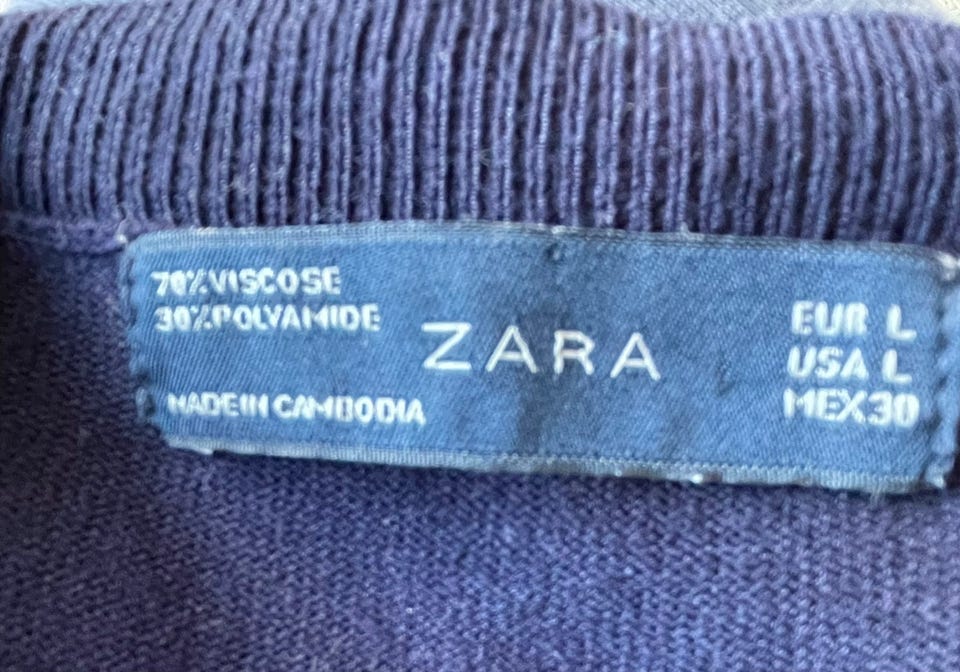 70%VISCOSE
30%POLYAMIDE
MADE IN CAMBODIA
ZARA
EUR L
USA L
MEX30